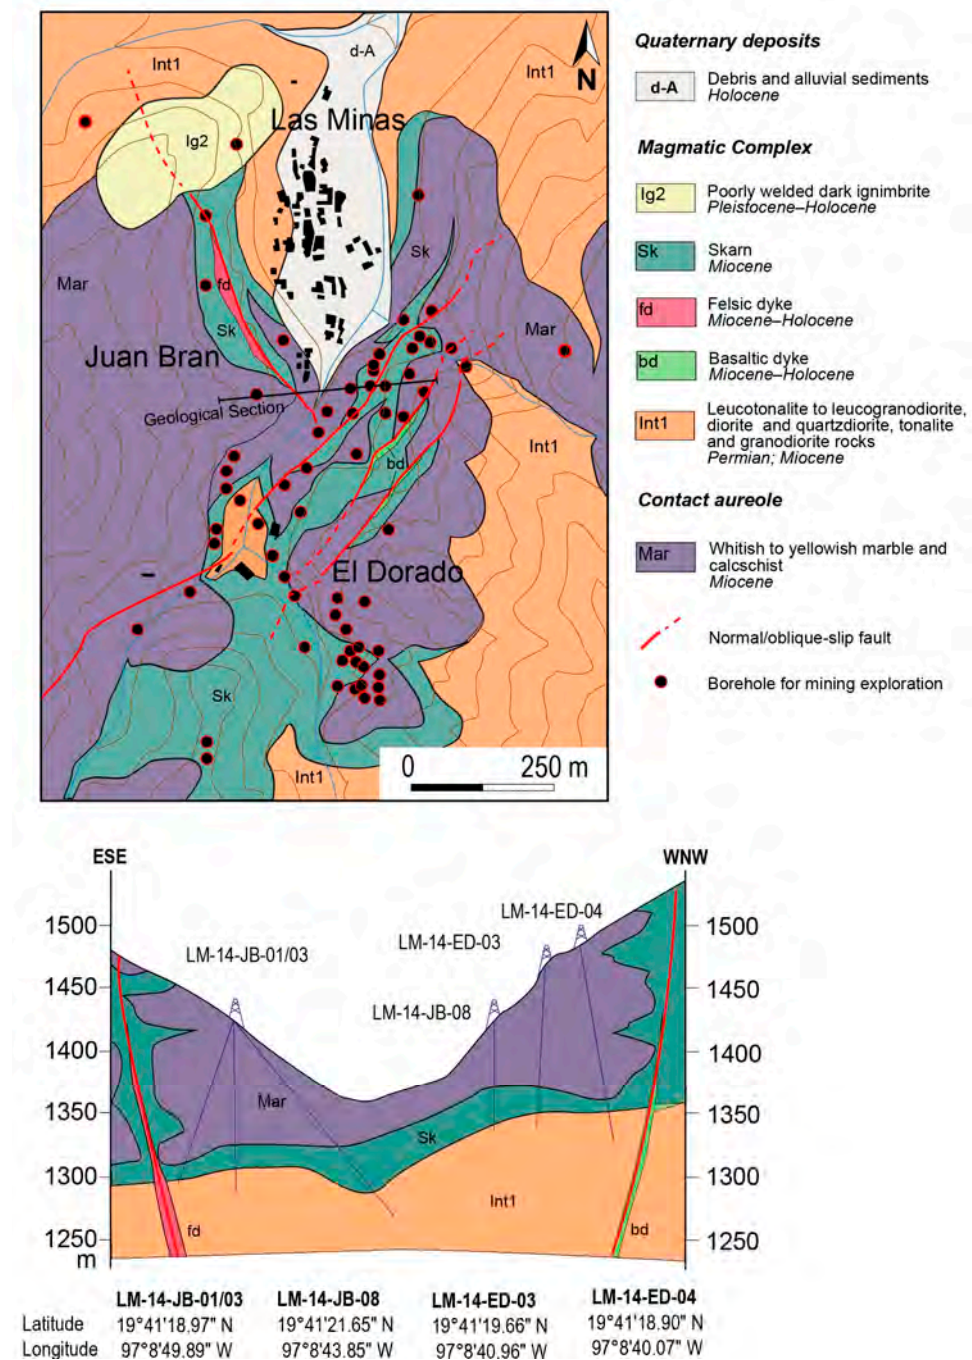 d-A
N
Int1
Int1
Las Minas
Ig2
Sk
Mar
fd
Mar
Sk
Juan Bran
Geological Section
Int1
bd
El Dorado
Sk
Int1
0 250 m
Quaternary deposits
d-A Debris and alluvial sediments
Holocene
Magmatic Complex
Ig2 Poorly welded dark ignimbrite
Pleistocene–Holocene
Sk Skarn
Miocene
fd Felsic dyke
Miocene–Holocene
bd Basaltic dyke
Miocene–Holocene
Int1 Leucotonalite to leucogranodiorite,
diorite and quartzdiorite, tonalite
and granodiorite rocks
Permian; Miocene
Contact aureole
Mar Whitish to yellowish marble and
calcschist
Miocene
Normal/oblique-slip fault
Borehole for mining exploration
ESE WNW
LM-14-ED-04
1500 1500
LM-14-ED-03
LM-14-JB-01/03
1450 1450
LM-14-JB-08
1400 1400
Mar
1350 1350
Sk
1300 1300
Int1
fd bd
1250 1250
m
LM-14-JB-01/03 LM-14-JB-08 LM-14-ED-03 LM-14-ED-04
Latitude 19°41'18.97" N 19°41'21.65" N 19°41'19.66" N 19°41'18.90" N
Longitude 97°8'49.89" W 97°8'43.85" W 97°8'40.96" W 97°8'40.07" W